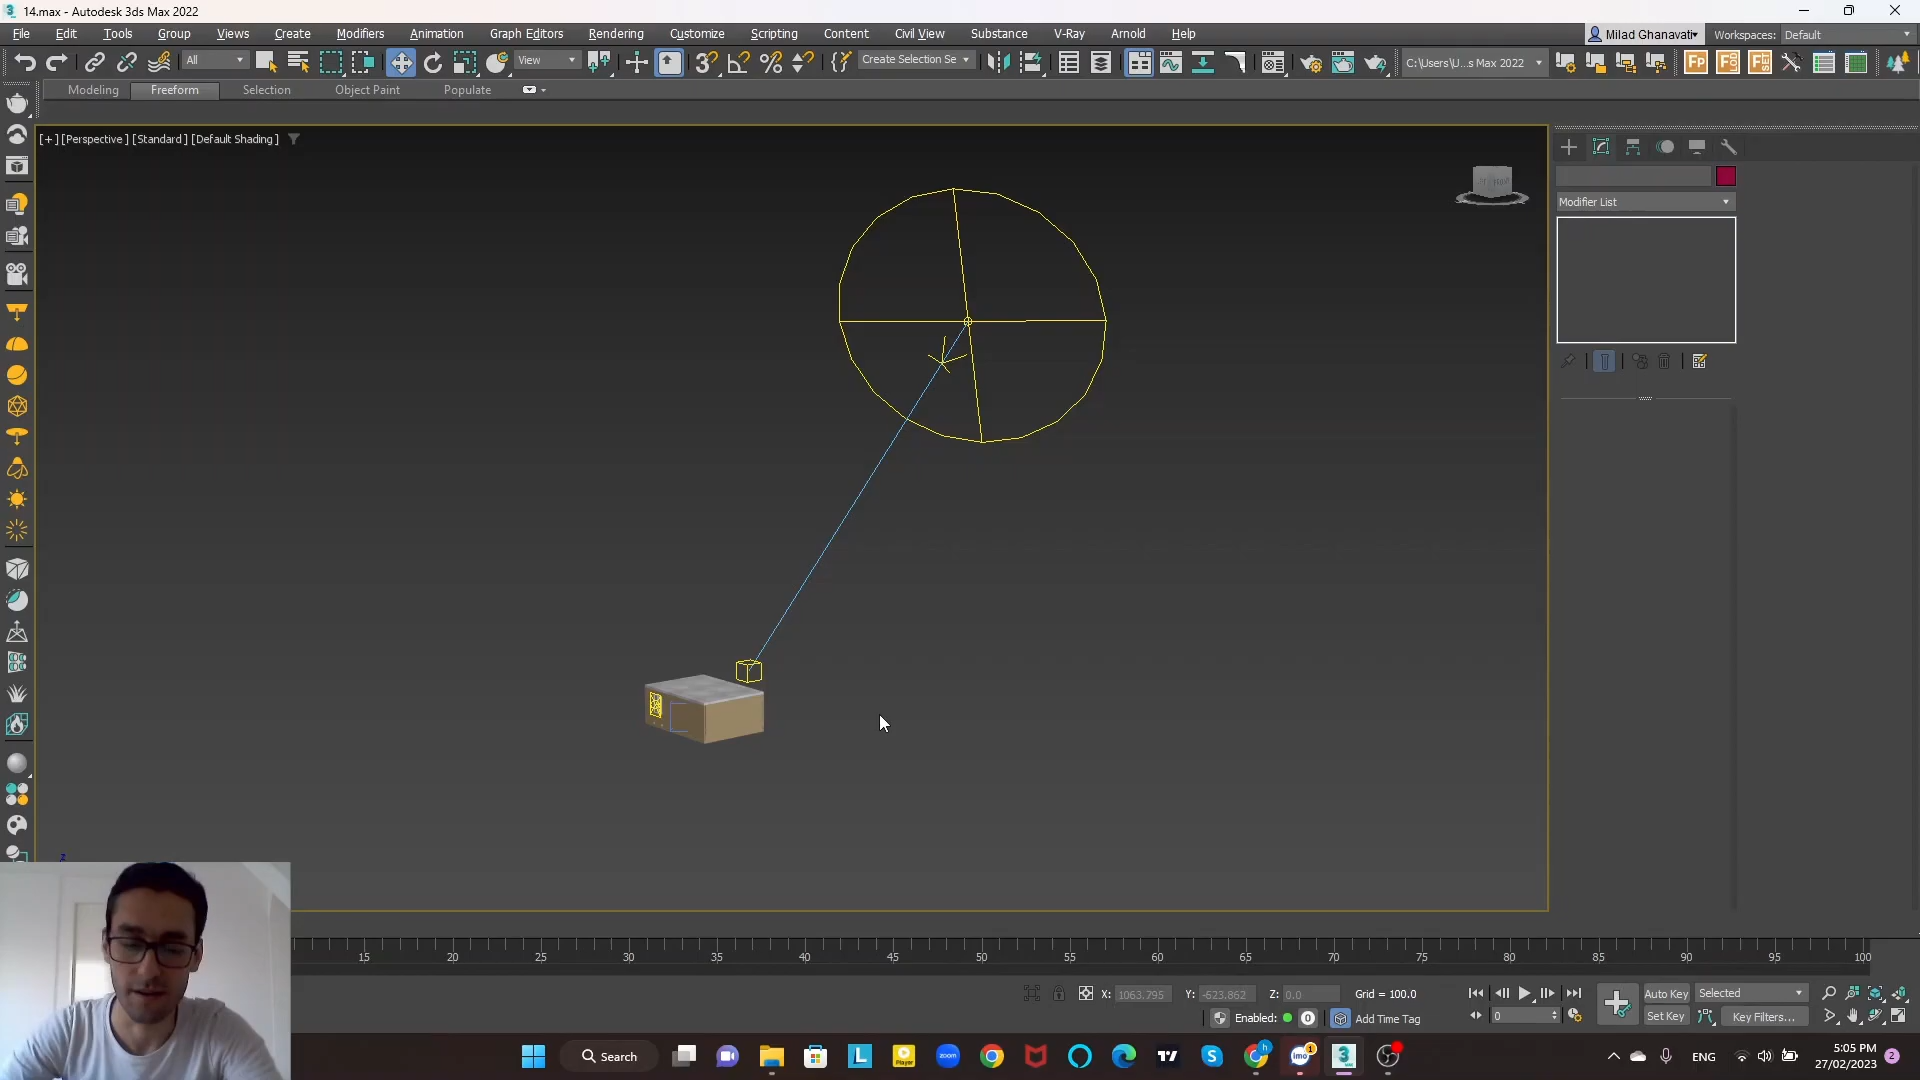 14.max - Autodesk 3ds Max 2022
File Edit Tools Group Views Create Modifiers Animation Graph Editors Rendering Customize Scripting Content Civil View Substance V-Ray Arnold Help
Milad Ghanavati
Workspaces: Default
All
View
Create Selection Se
C:\Users\U...s Max 2022
Modeling Freeform Selection Object Paint Populate
[+] [Perspective] [Standard] [Default Shading]
Modifier List
15 20 25 30 35 40 45 50 55 60 65 70 75 80 85 90 95 100
X: 1063.795 Y: -623.862 Z: 0.0 Grid = 100.0
Auto Key Selected
Enabled: 0 Add Time Tag
0
Set Key Key Filters...
Search
zoom
imo
ENG
5:05 PM
27/02/2023
2